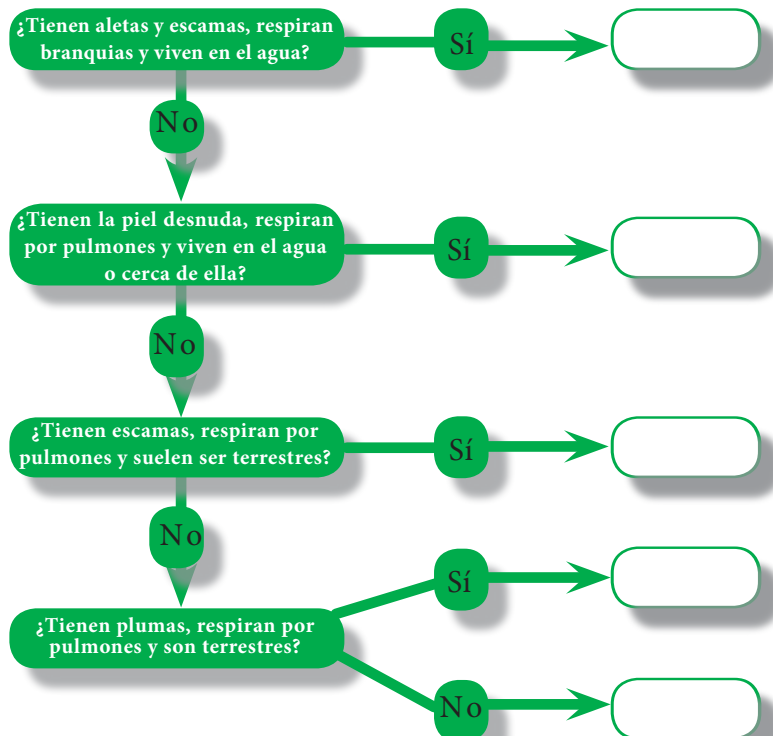 ¿Tienen aletas y escamas, respiran
branquias y viven en el agua?
Sí
No
¿Tienen la piel desnuda, respiran
por pulmones y viven en el agua
o cerca de ella?
Sí
No
¿Tienen escamas, respiran por
pulmones y suelen ser terrestres?
Sí
No
¿Tienen plumas, respiran por
pulmones y son terrestres?
Sí
No